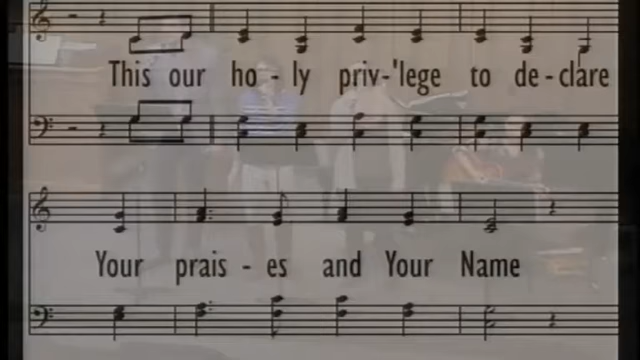 This our ho - ly priv-'lege to de - clare
Your prais - es and Your Name